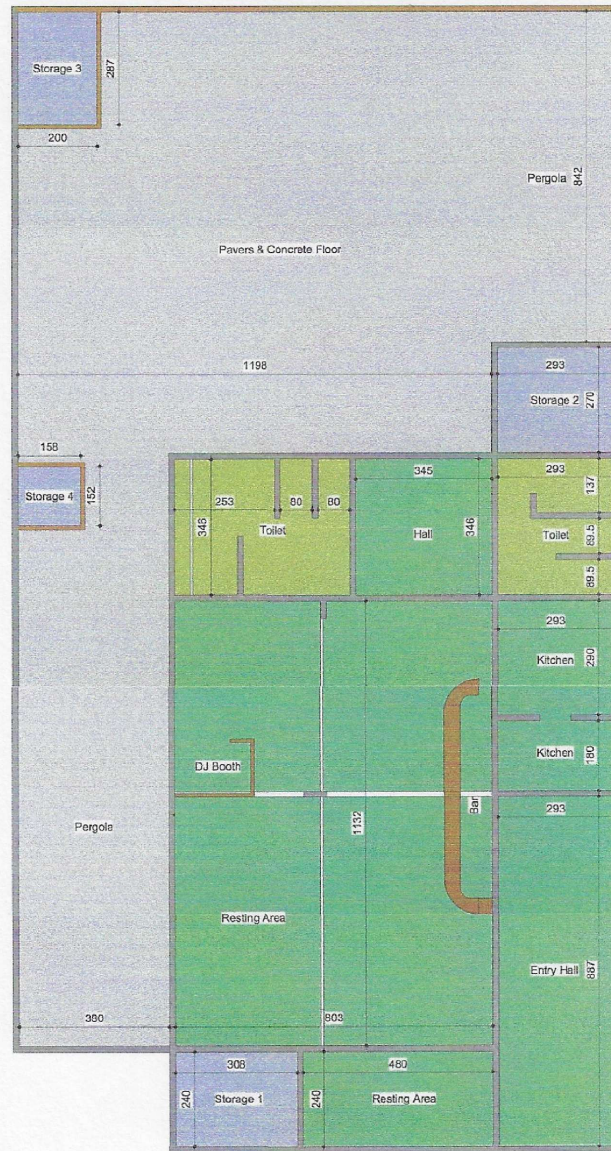 Storage 3
287
200
Pergola
842
Pavers & Concrete Floor
1198
293
Storage 2
270
158
152
Storage 4
345
293
137
253
80
80
346
Toilet
Hall
346
Toilet
89.5
89.5
293
290
Kitchen
Kitchen
180
DJ Booth
293
Bar
1132
Pergola
Resting Area
Entry Hall
887
380
803
308
480
240
Storage 1
240
Resting Area